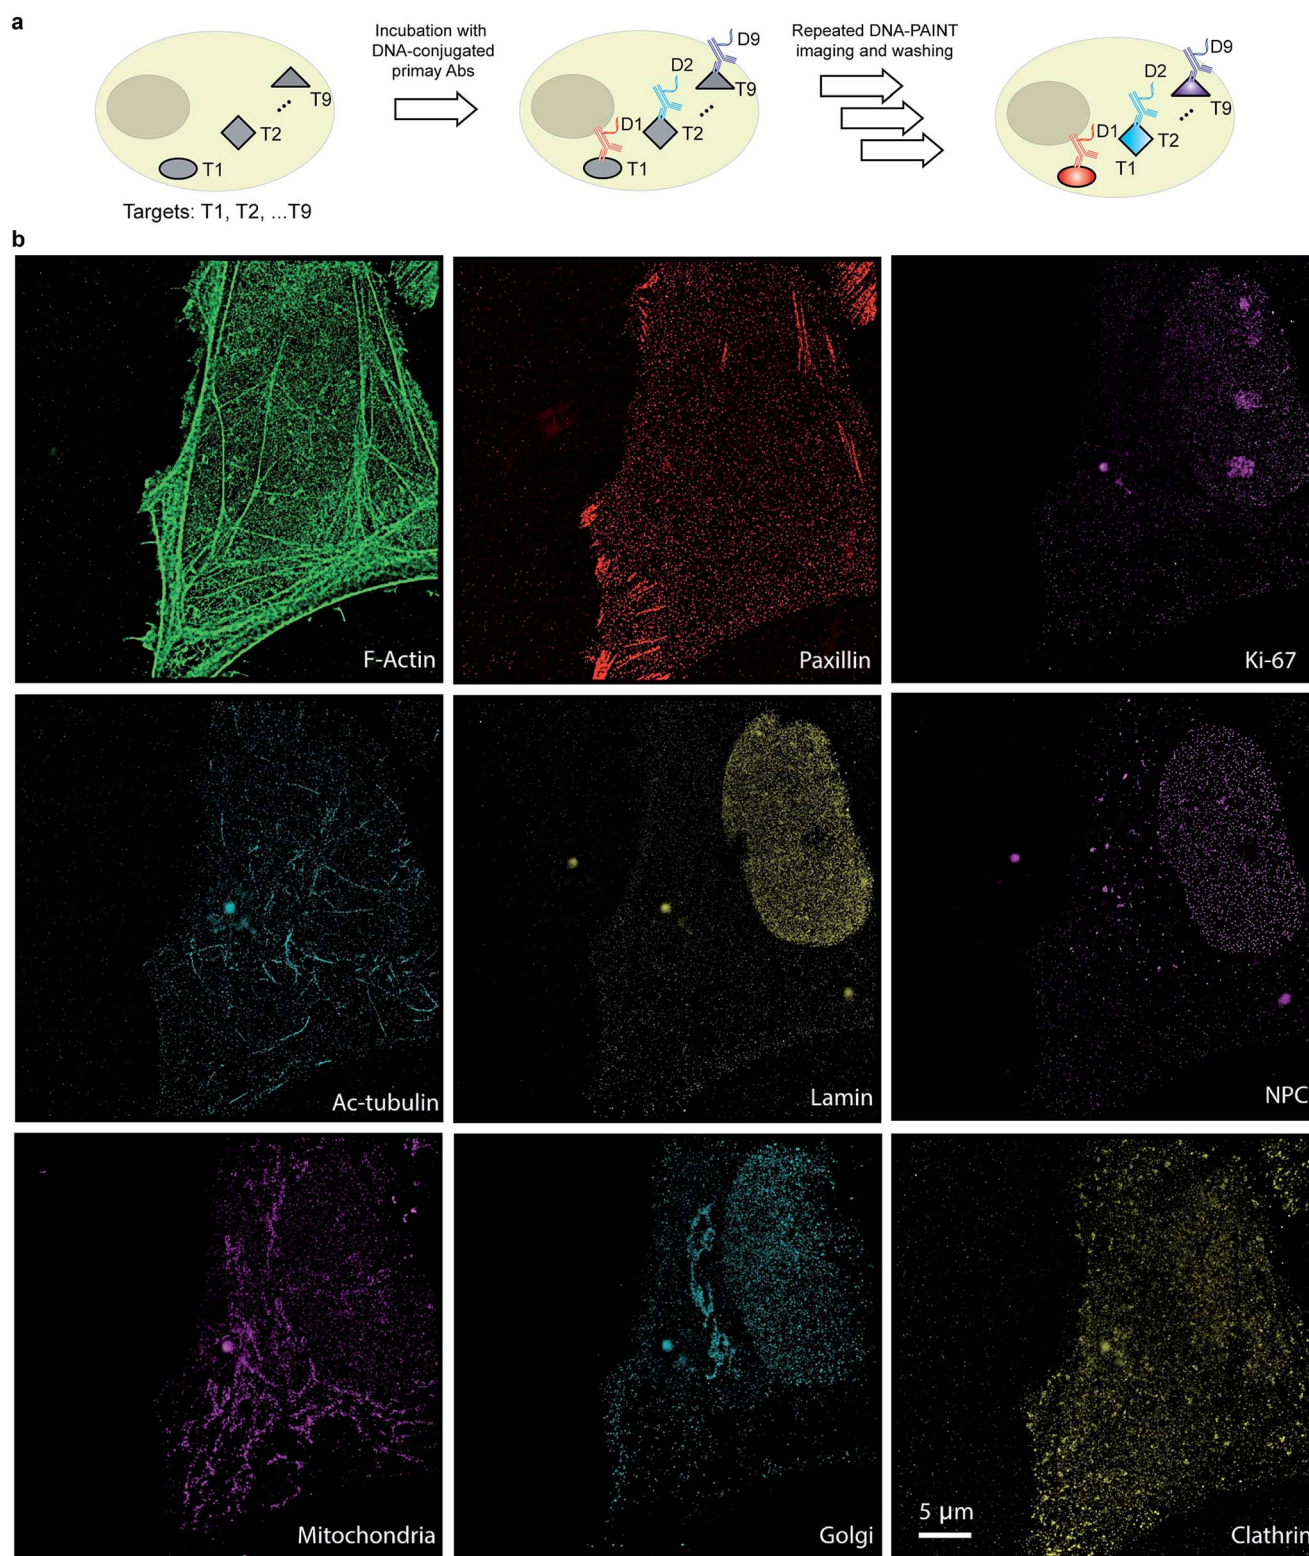 a
Incubation with
DNA-conjugated
primay Abs
Repeated DNA-PAINT
imaging and washing
T9
T2
T1
D9
D2
T9
D1
T2
T1
D9
D2
T9
D1
T2
T1
Targets: T1, T2, ...T9
b
F-Actin
Paxillin
Ki-67
Ac-tubulin
Lamin
NPC
Mitochondria
Golgi
5 μm
Clathrin